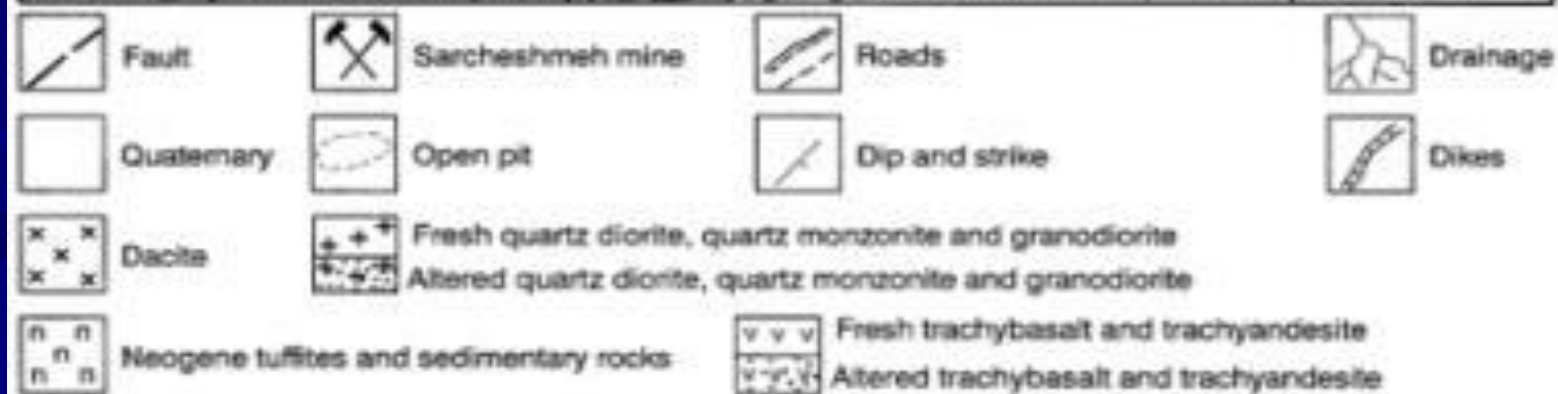 Fault Sarcheshmeh mine Roads Drainage
Quaternary Open pit Dip and strike Dikes
Dacite Fresh quartz diorite, quartz monzonite and granodiorite
Altered quartz diorite, quartz monzonite and granodiorite
Neogene tuffites and sedimentary rocks Fresh trachybasalt and trachyandesite
Altered trachybasalt and trachyandesite